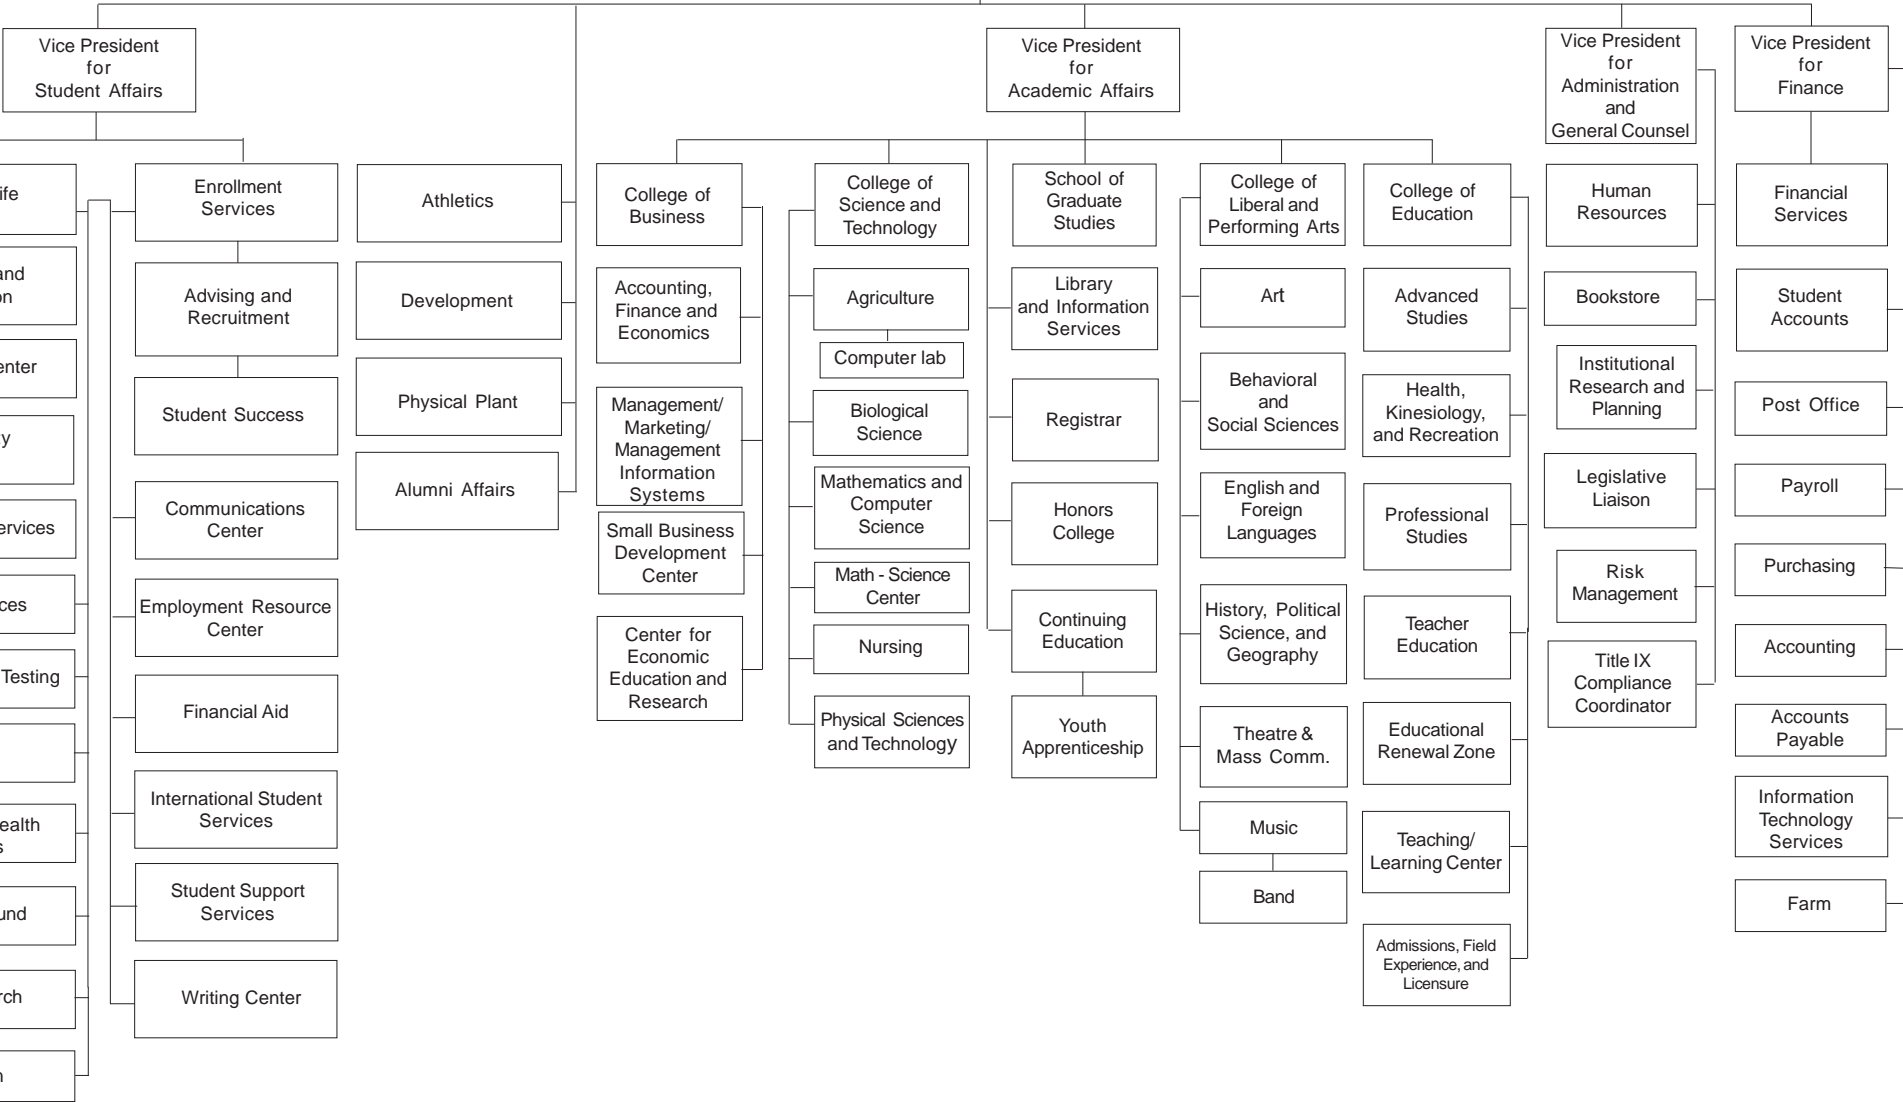 Vice President
for
Student Affairs
Vice President
for
Academic Affairs
Vice President
for
Administration
and
General Counsel
Vice President
for
Finance
Services
Testing
Enrollment
Services
Advising and
Recruitment
Student Success
Communications
Center
Employment Resource
Center
Financial Aid
International Student
Services
Student Support
Services
Writing Center
Athletics
Development
Physical Plant
Alumni Affairs
College of
Business
Accounting,
Finance and
Economics
Management/
Marketing/
Management
Information
Systems
Small Business
Development
Center
Center for
Economic
Education and
Research
College of
Science and
Technology
Agriculture
Computer lab
Biological
Science
Mathematics and
Computer
Science
Math - Science
Center
Nursing
Physical Sciences
and Technology
School of
Graduate
Studies
Library
and Information
Services
Registrar
Honors
College
Continuing
Education
Youth
Apprenticeship
College of
Liberal and
Performing Arts
Art
Behavioral
and
Social Sciences
English and
Foreign
Languages
History, Political
Science, and
Geography
Theatre &
Mass Comm.
Music
Band
College of
Education
Advanced
Studies
Health,
Kinesiology,
and Recreation
Professional
Studies
Teacher
Education
Educational
Renewal Zone
Teaching/
Learning Center
Admissions, Field
Experience, and
Licensure
Human
Resources
Bookstore
Institutional
Research and
Planning
Legislative
Liaison
Risk
Management
Title IX
Compliance
Coordinator
Financial
Services
Student
Accounts
Post Office
Payroll
Purchasing
Accounting
Accounts
Payable
Information
Technology
Services
Farm